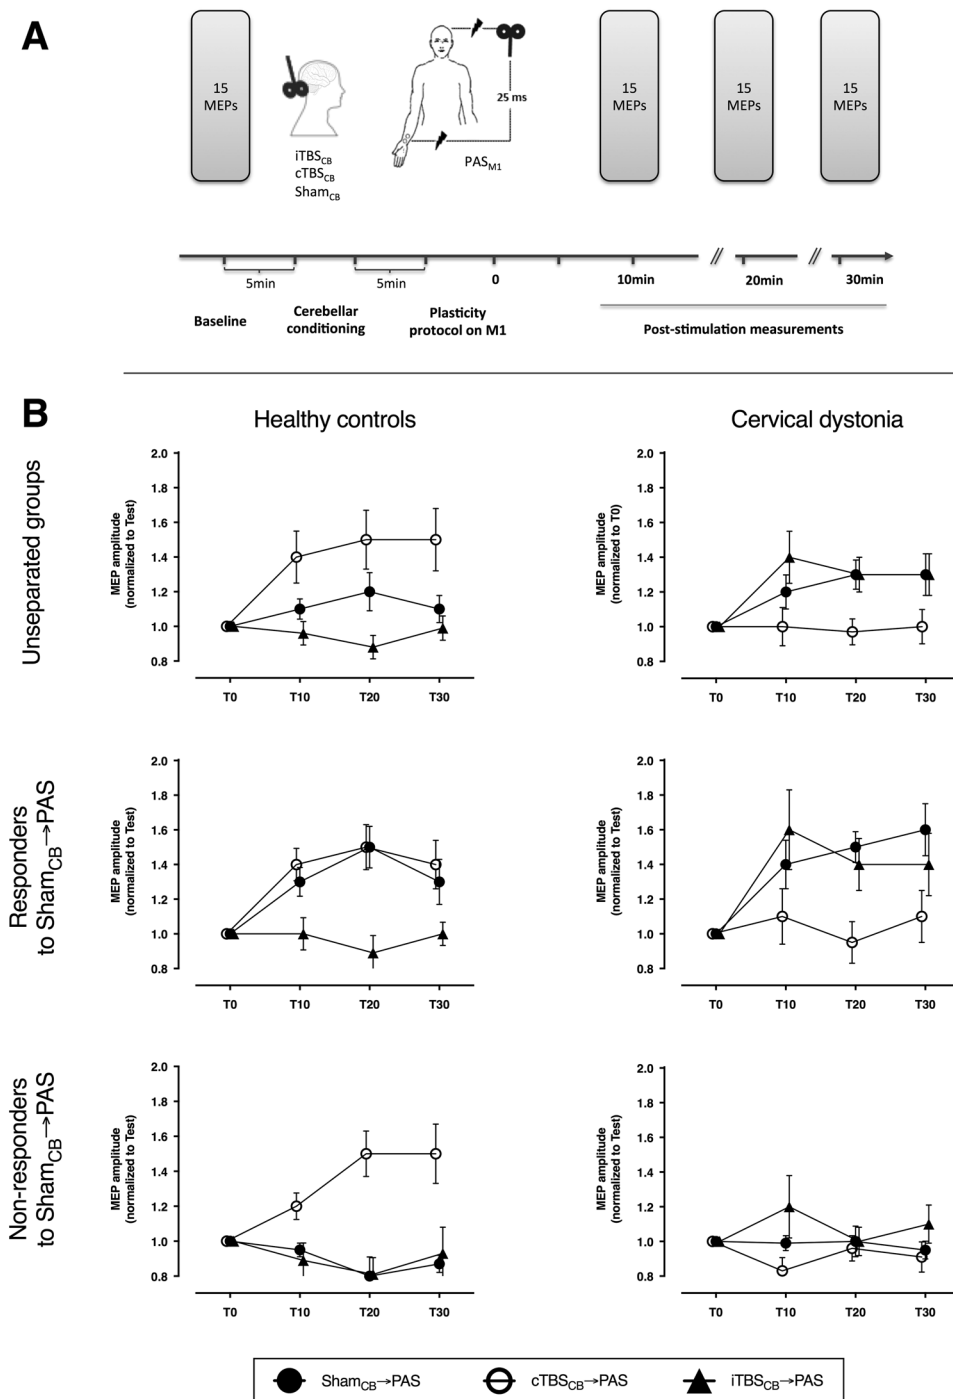 A
15
MEPs
iTBSCB
cTBSCB
ShamCB
25 ms
PASM1
15
MEPs
15
MEPs
15
MEPs
5min
5min
0
10min
20min
30min
Baseline
Cerebellar
conditioning
Plasticity
protocol on M1
Post-stimulation measurements
B
Healthy controls
Cervical dystonia
Unseparated groups
MEP amplitude
(normalized to Test)
2.0
1.8
1.6
1.4
1.2
1.0
0.8
T0 T10 T20 T30
MEP amplitude
(normalized to T0)
2.0
1.8
1.6
1.4
1.2
1.0
0.8
T0 T10 T20 T30
Responders
to ShamCB→PAS
MEP amplitude
(normalized to Test)
2.0
1.8
1.6
1.4
1.2
1.0
0.8
T0 T10 T20 T30
MEP amplitude
(normalized to Test)
2.0
1.8
1.6
1.4
1.2
1.0
0.8
T0 T10 T20 T30
Non-responders
to ShamCB→PAS
MEP amplitude
(normalized to Test)
2.0
1.8
1.6
1.4
1.2
1.0
0.8
T0 T10 T20 T30
MEP amplitude
(normalized to Test)
2.0
1.8
1.6
1.4
1.2
1.0
0.8
T0 T10 T20 T30
ShamCB→PAS cTBSCB→PAS iTBSCB→PAS